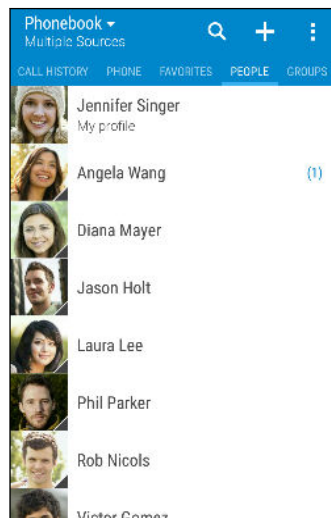 Phonebook
Multiple Sources
CALL HISTORY PHONE FAVORITES PEOPLE GROUPS
Jennifer Singer
My profile
Angela Wang (1)
Diana Mayer
Jason Holt
Laura Lee
Phil Parker
Rob Nicols
Victor Gomez